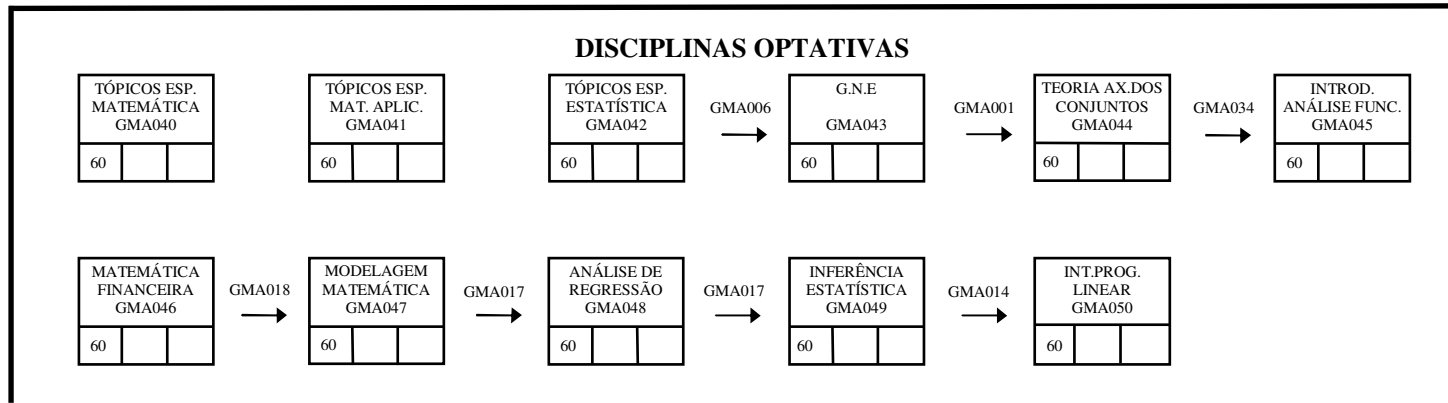 DISCIPLINAS OPTATIVAS
TÓPICOS ESP.
MATEMÁTICA
GMA040
60
TÓPICOS ESP.
MAT. APLIC.
GMA041
60
TÓPICOS ESP.
ESTATÍSTICA
GMA042
60
GMA006
G.N.E
GMA043
60
GMA001
TEORIA AX.DOS
CONJUNTOS
GMA044
60
GMA034
INTROD.
ANÁLISE FUNC.
GMA045
60
MATEMÁTICA
FINANCEIRA
GMA046
60
GMA018
MODELAGEM
MATEMÁTICA
GMA047
60
GMA017
ANÁLISE DE
REGRESSÃO
GMA048
60
GMA017
INFERÊNCIA
ESTATÍSTICA
GMA049
60
GMA014
INT.PROG.
LINEAR
GMA050
60